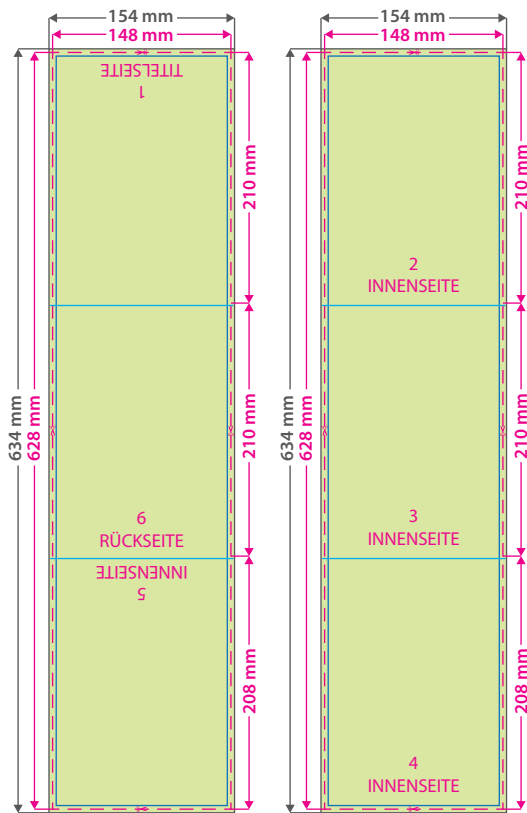 154 mm
148 mm
TITELSEITE
1
210 mm
634 mm
628 mm
210 mm
6
RÜCKSEITE
INNENSEITE
5
208 mm
154 mm
148 mm
210 mm
2
INNENSEITE
634 mm
628 mm
210 mm
3
INNENSEITE
208 mm
4
INNENSEITE